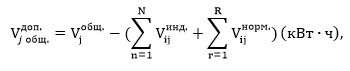 V_{j общ.}^{доп.} = V_j^{общ.} − (∑_{n=1}^{N} V_{ij}^{инд.} + ∑_{r=1}^{R} V_{ij}^{норм.}) (кВт · ч),